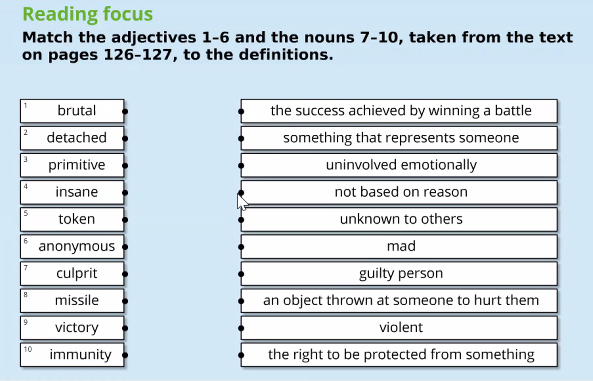 Reading focus
Match the adjectives 1–6 and the nouns 7–10, taken from the text
on pages 126–127, to the definitions.
1 brutal
the success achieved by winning a battle
2 detached
something that represents someone
3 primitive
uninvolved emotionally
4 insane
not based on reason
5 token
unknown to others
6 anonymous
mad
7 culprit
guilty person
8 missile
an object thrown at someone to hurt them
9 victory
violent
10 immunity
the right to be protected from something